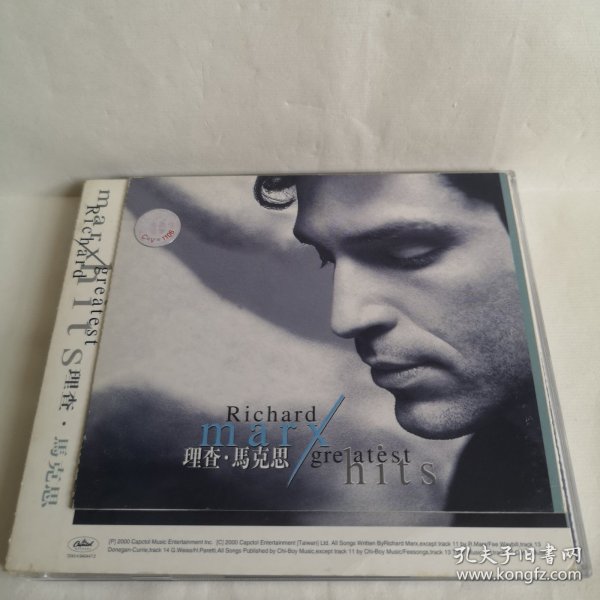 marx
Richard
greatest
hits
理查·馬克思
Richard
marx
理查·馬克思
greatest
hits
Capitol
[P] 2000 Capitol Music Entertainment Inc. [C] 2000 Capitol Entertainment [Taiwan] Ltd. All Songs Written ByRichard Marx,except track 11 by R.Marx/Fee Waybill,track 13
Donegan-Currie,track 14 G.Weiss/H.Peretti.All Songs Published by Chi-Boy Music,except track 11 by Chi-Boy Music/Feesongs,track 13
孔夫子旧书网
www.kongfz.com